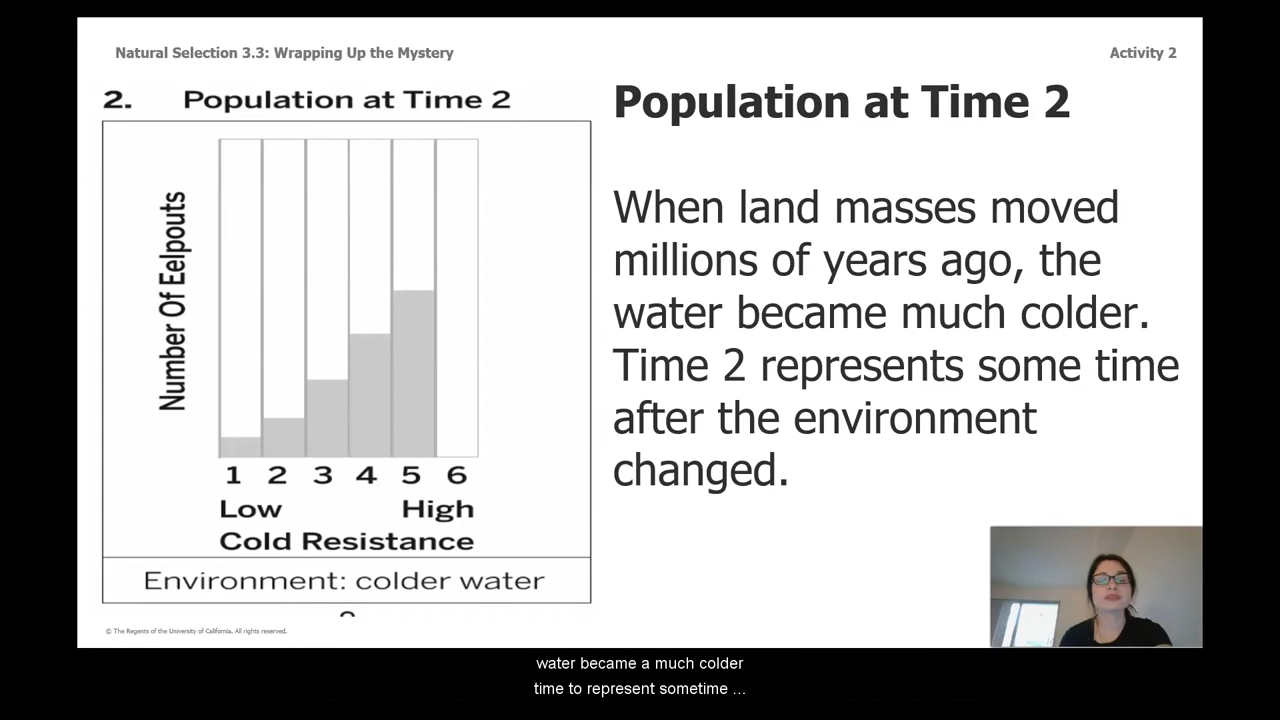 Natural Selection 3.3: Wrapping Up the Mystery
Activity 2
2. Population at Time 2
Number Of Eelpouts
1 2 3 4 5 6
Low High
Cold Resistance
Environment: colder water
© The Regents of the University of California. All rights reserved.
Population at Time 2
When land masses moved
millions of years ago, the
water became much colder.
Time 2 represents some time
after the environment
changed.
water became a much colder
time to represent sometime ...